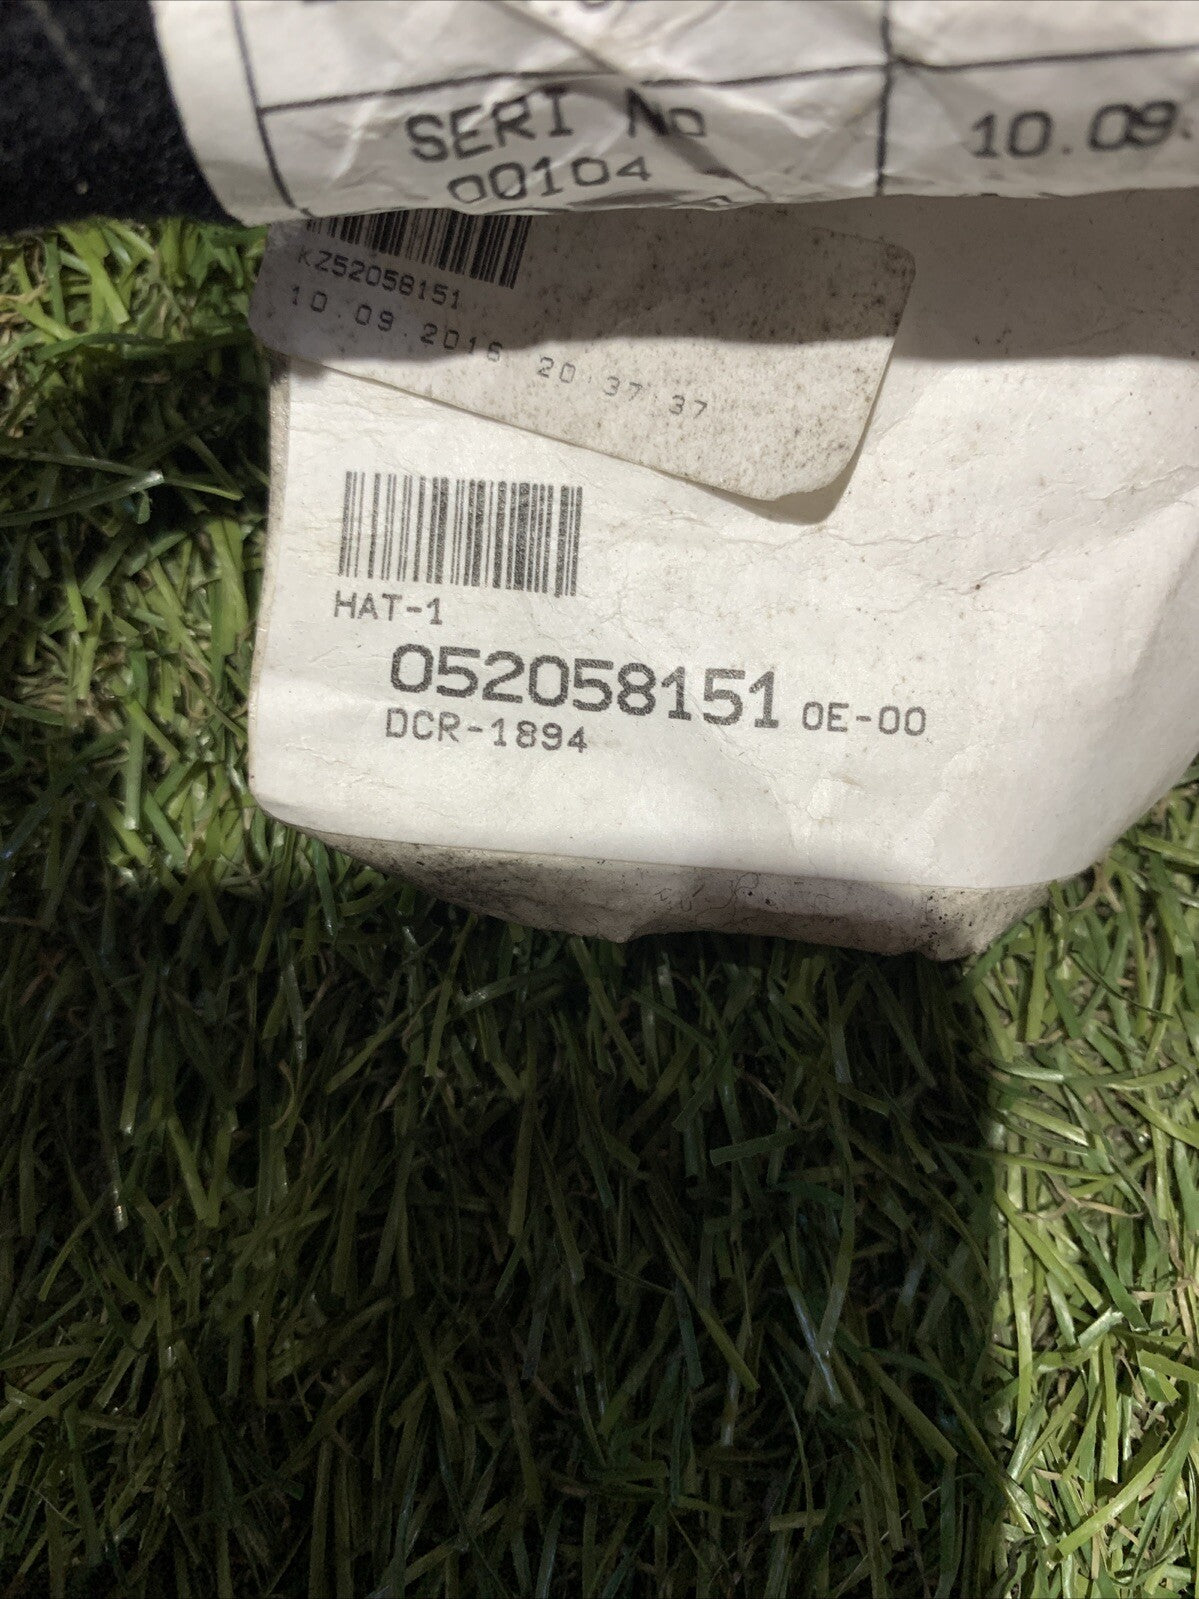 SERI No
00104
10.09.
KZ52058151
10.09.2016 20:37:37
HAT-1
052058151 0E-00
DCR-1894